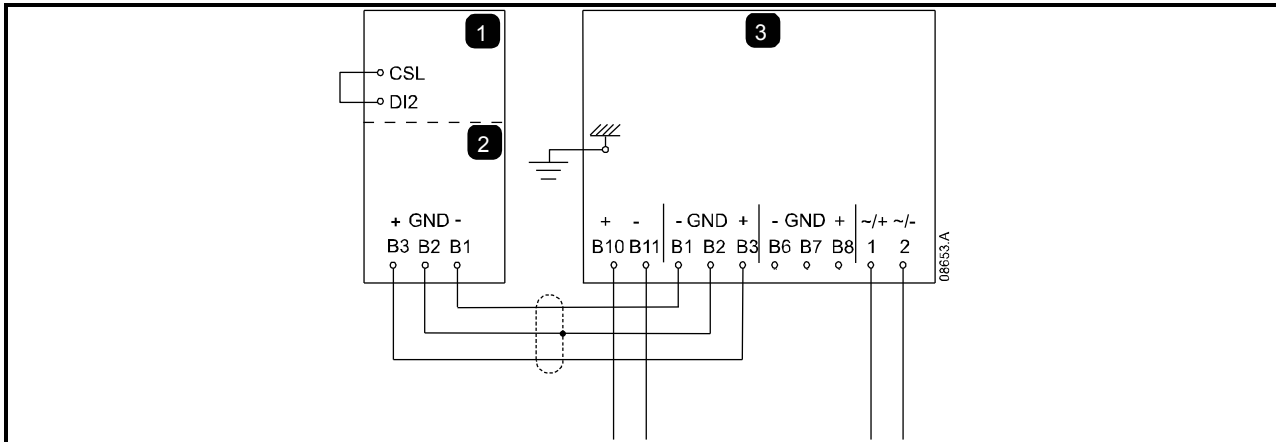 1
CSL
DI2
2
+ GND -
B3 B2 B1
3
+ - - GND + - GND + ~/+ ~/-
B10 B11 B1 B2 B3 B6 B7 B8 1 2
08653.A